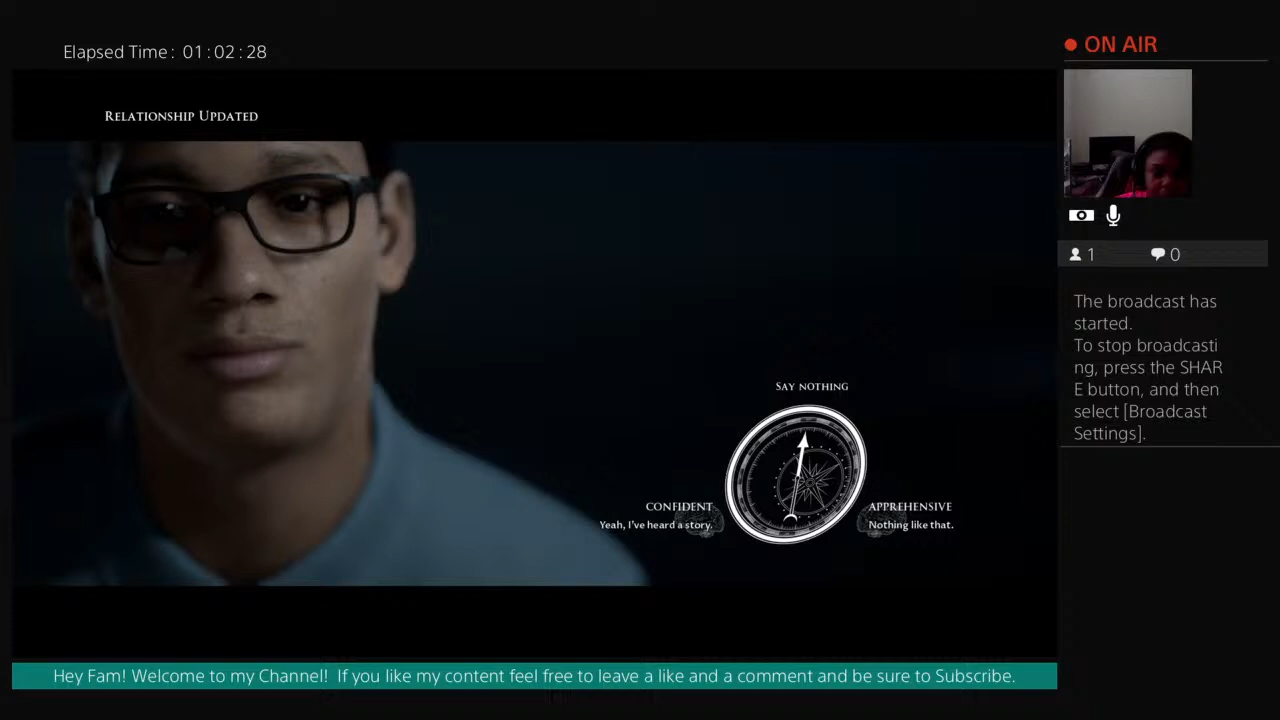 Elapsed Time: 01:02:28
ON AIR
RELATIONSHIP UPDATED
1 0
The broadcast has
started.
To stop broadcasti
ng, press the SHAR
E button, and then
select [Broadcast
Settings].
SAY NOTHING
CONFIDENT
Yeah, I've heard a story.
APPREHENSIVE
Nothing like that.
Hey Fam! Welcome to my Channel! If you like my content feel free to leave a like and a comment and be sure to Subscribe.